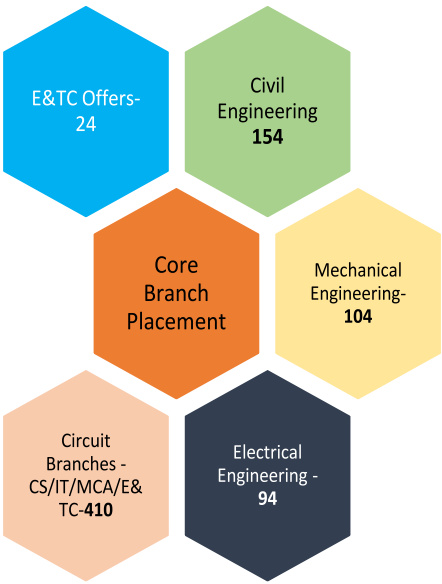 E&TC Offers-
24
Civil
Engineering
154
Core
Branch
Placement
Mechanical
Engineering-
104
Circuit
Branches -
CS/IT/MCA/E&
TC-410
Electrical
Engineering -
94